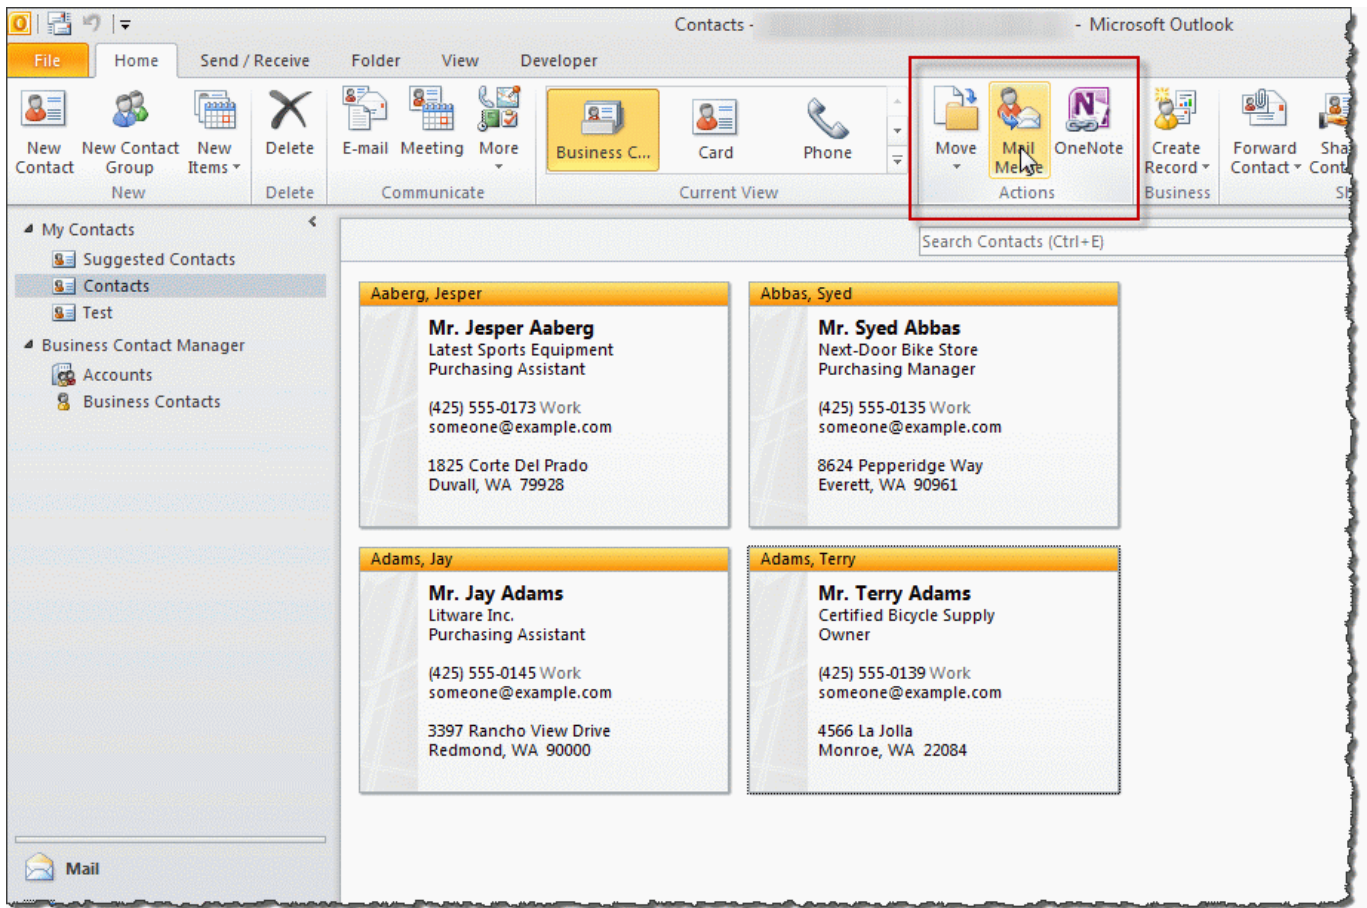 Contacts - - Microsoft Outlook
File Home Send / Receive Folder View Developer
New Contact
New Contact Group
New Items
Delete
E-mail
Meeting
More
Business C...
Card
Phone
Move
Mail Merge
OneNote
Create Record
Forward Contact
Sha
Cont
New Delete Communicate Current View Actions Business
My Contacts
Suggested Contacts
Contacts
Test
Business Contact Manager
Accounts
Business Contacts
Mail
Search Contacts (Ctrl+E)
Aaberg, Jesper
Mr. Jesper Aaberg
Latest Sports Equipment
Purchasing Assistant
(425) 555-0173 Work
someone@example.com
1825 Corte Del Prado
Duvall, WA 79928
Abbas, Syed
Mr. Syed Abbas
Next-Door Bike Store
Purchasing Manager
(425) 555-0135 Work
someone@example.com
8624 Pepperidge Way
Everett, WA 90961
Adams, Jay
Mr. Jay Adams
Litware Inc.
Purchasing Assistant
(425) 555-0145 Work
someone@example.com
3397 Rancho View Drive
Redmond, WA 90000
Adams, Terry
Mr. Terry Adams
Certified Bicycle Supply
Owner
(425) 555-0139 Work
someone@example.com
4566 La Jolla
Monroe, WA 22084